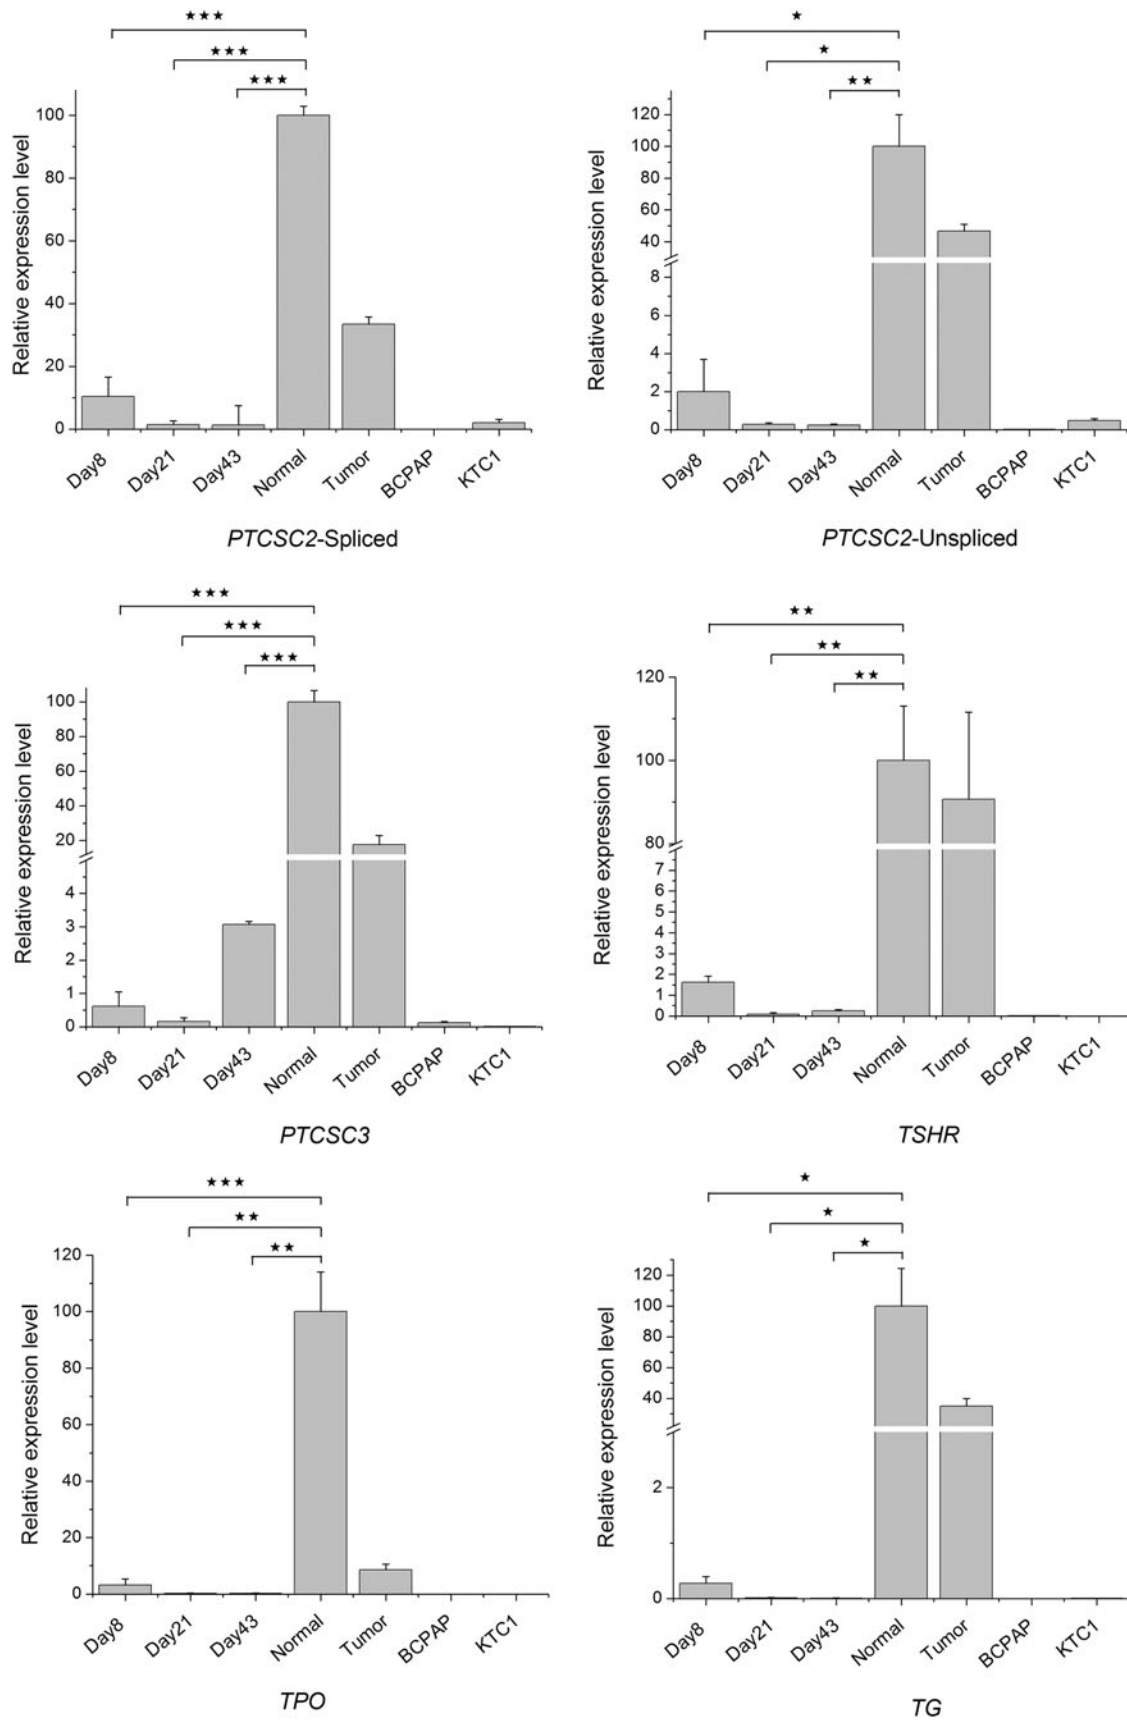 ★★★
★★★
★★★
Relative expression level
100
80
60
40
20
0
Day8
Day21
Day43
Normal
Tumor
BCPAP
KTC1
PTCSC2-Spliced
★
★
★★
Relative expression level
120
100
80
60
40
8
6
4
2
0
Day8
Day21
Day43
Normal
Tumor
BCPAP
KTC1
PTCSC2-Unspliced
★★★
★★★
★★★
Relative expression level
100
80
60
40
20
4
3
2
1
0
Day8
Day21
Day43
Normal
Tumor
BCPAP
KTC1
PTCSC3
★★
★★
★★
Relative expression level
120
100
80
7
6
5
4
3
2
1
0
Day8
Day21
Day43
Normal
Tumor
BCPAP
KTC1
TSHR
★★★
★★
★★
Relative expression level
120
100
80
60
40
20
0
Day8
Day21
Day43
Normal
Tumor
BCPAP
KTC1
TPO
★
★
★
Relative expression level
120
100
80
60
40
2
0
Day8
Day21
Day43
Normal
Tumor
BCPAP
KTC1
TG